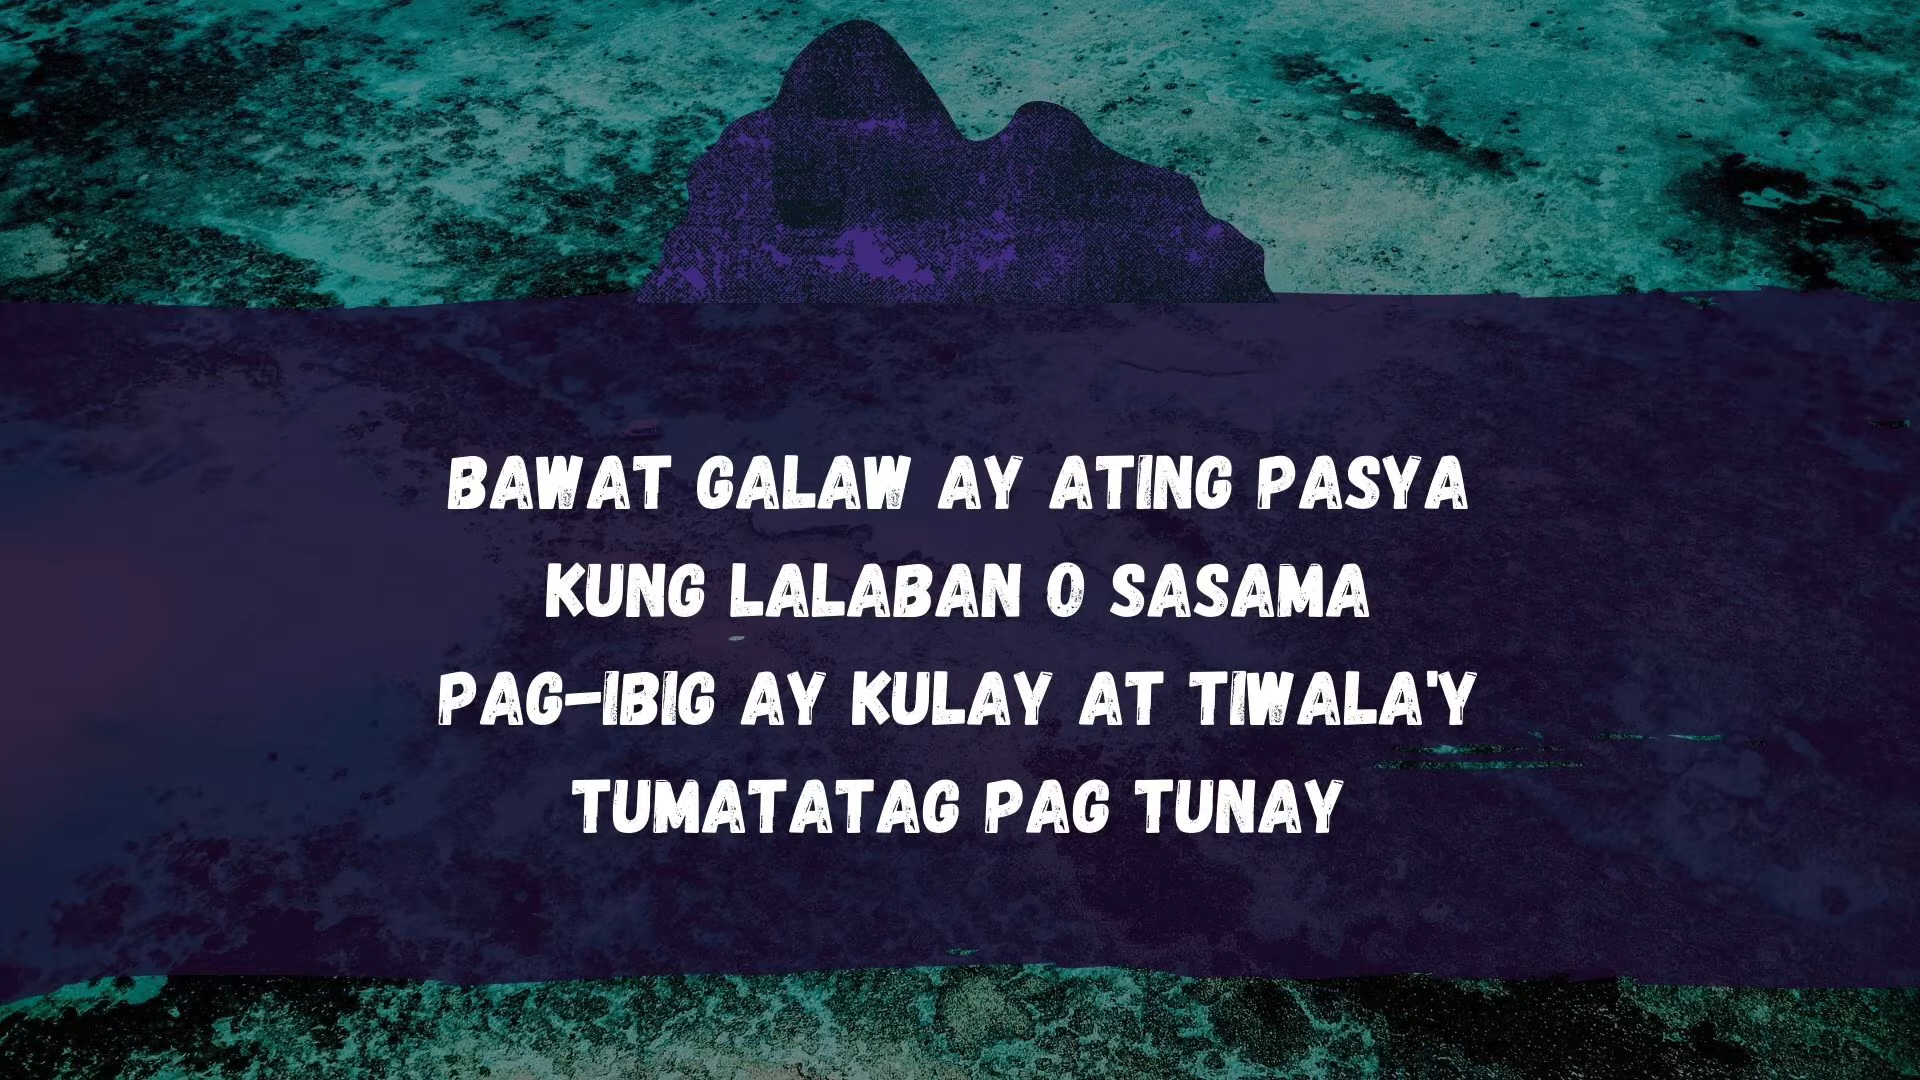 BAWAT GALAW AY ATING PASYA
KUNG LALABAN O SASAMA
PAG-IBIG AY KULAY AT TIWALA'Y
TUMATATAG PAG TUNAY